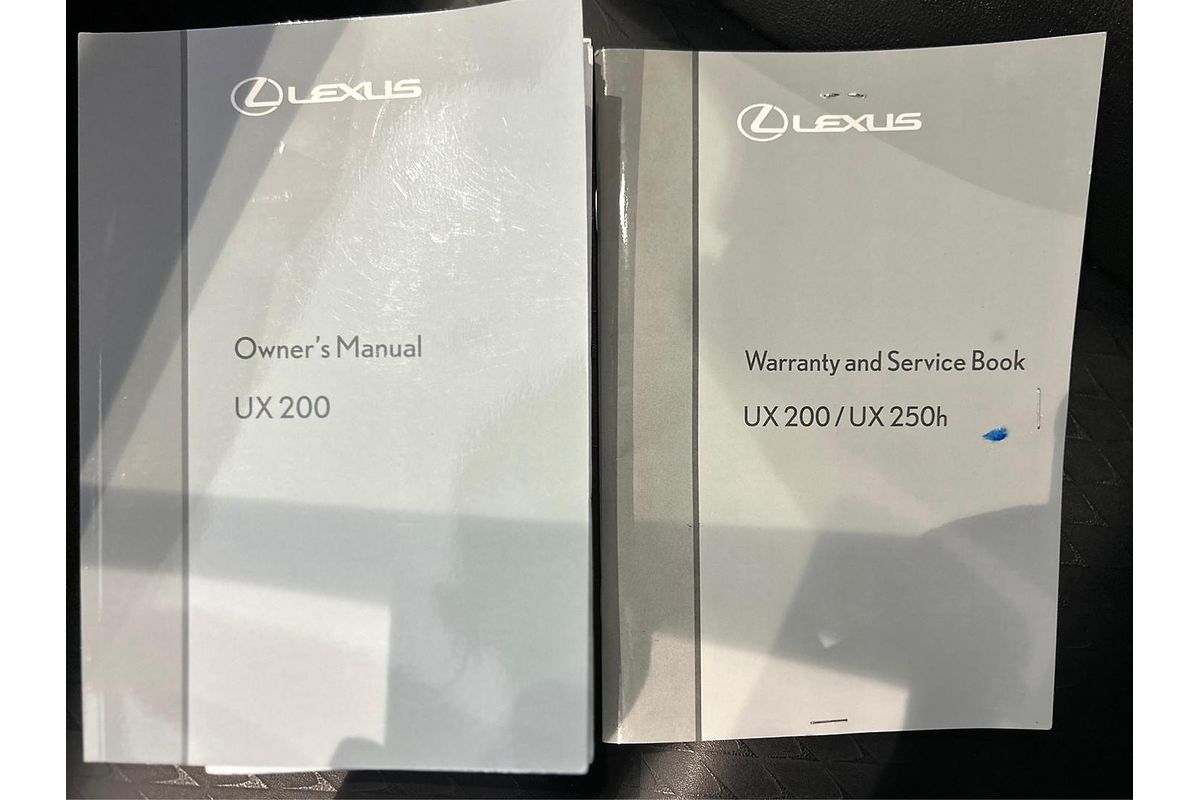 LEXUS
Owner's Manual
UX 200
LEXUS
Warranty and Service Book
UX 200 / UX 250h